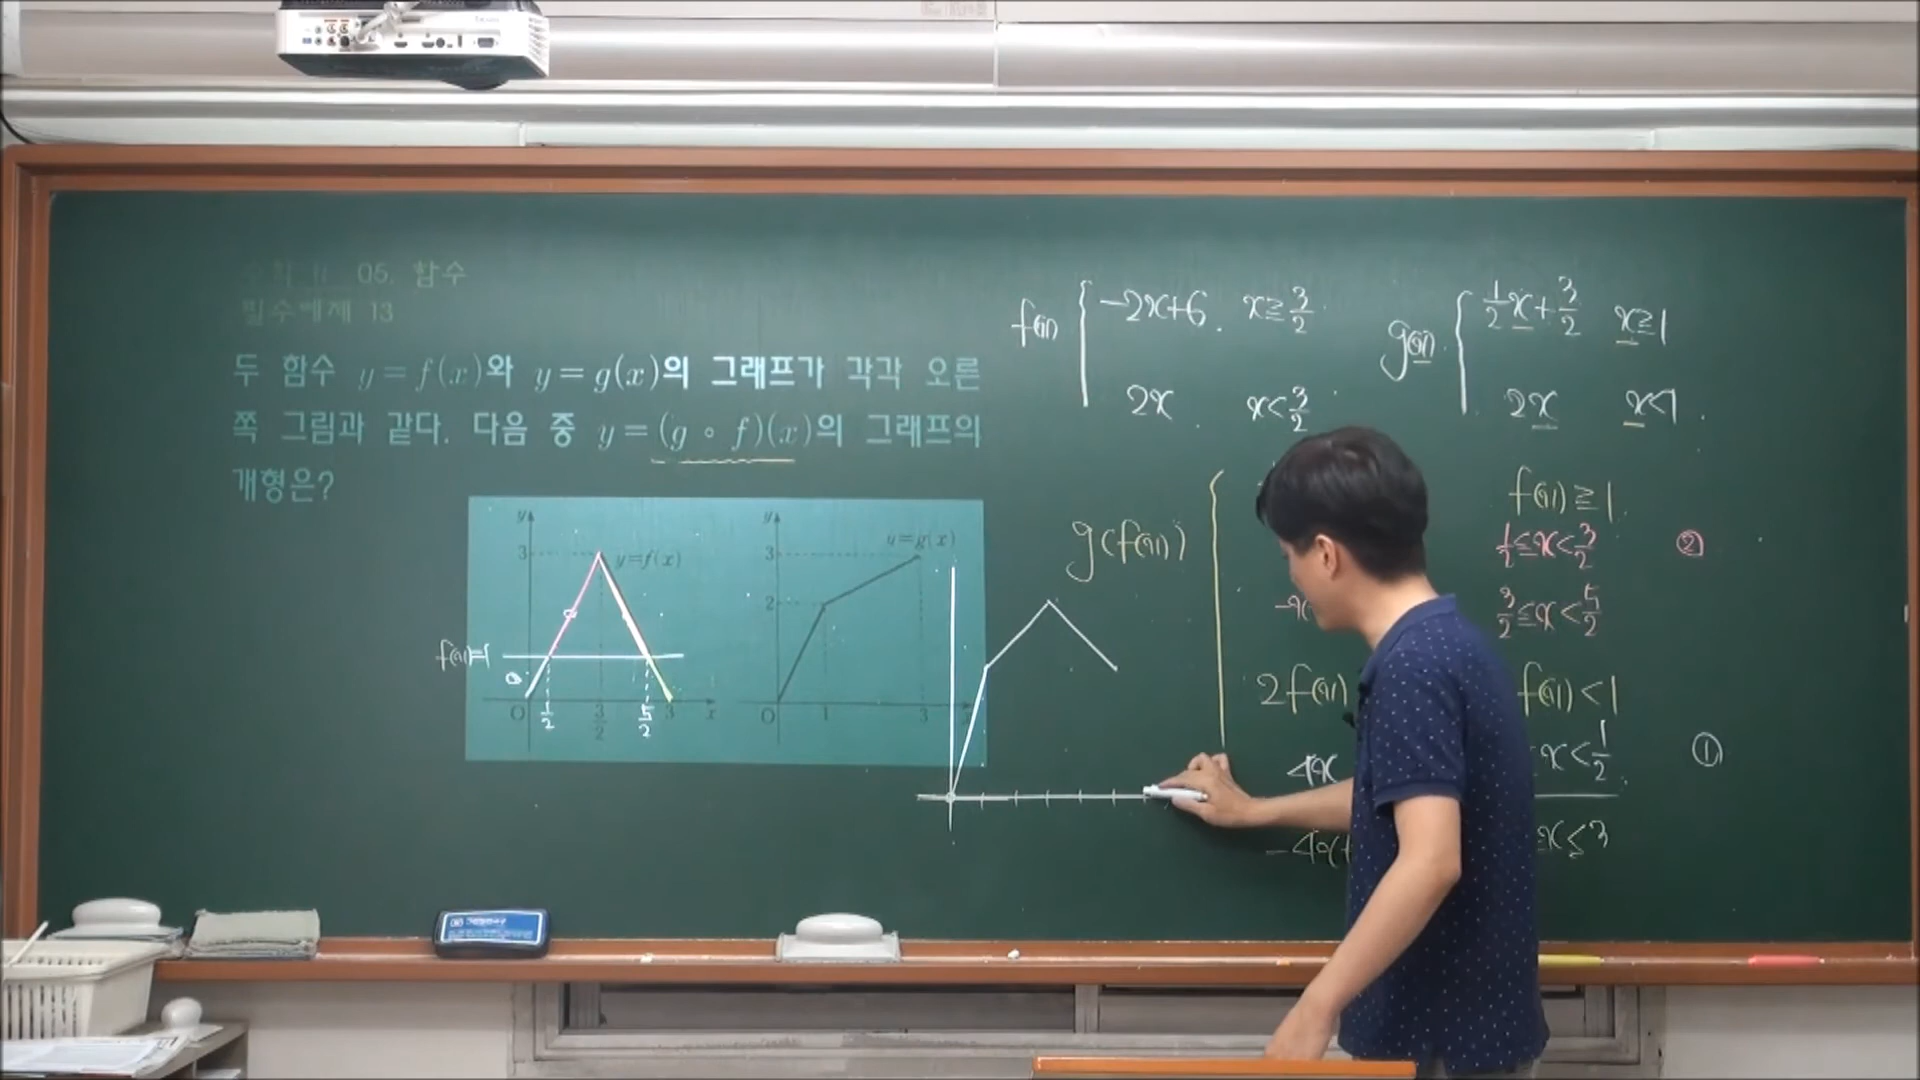 05. 함수
필수예제 13
두 함수 y=f(x)와 y=g(x)의 그래프가 각각 오른
쪽 그림과 같다. 다음 중 y=(g∘f)(x)의 그래프의
개형은?
y
3
y=f(x)
f(x)=1
O
1/2
3/2
5/2
3
x
y
3
y=g(x)
2
O
1
3
f(x)
-2x+6, x≥3/2
2x x<3/2
g(x)
1/2x+3/2 x≥1
2x x<1
g(f(x))
f(x)≥1
1/2≤x<3/2 ②
3/2≤x<5/2
2f(x) f(x)<1
4x x<1/2 ①
-4x+ x≤3